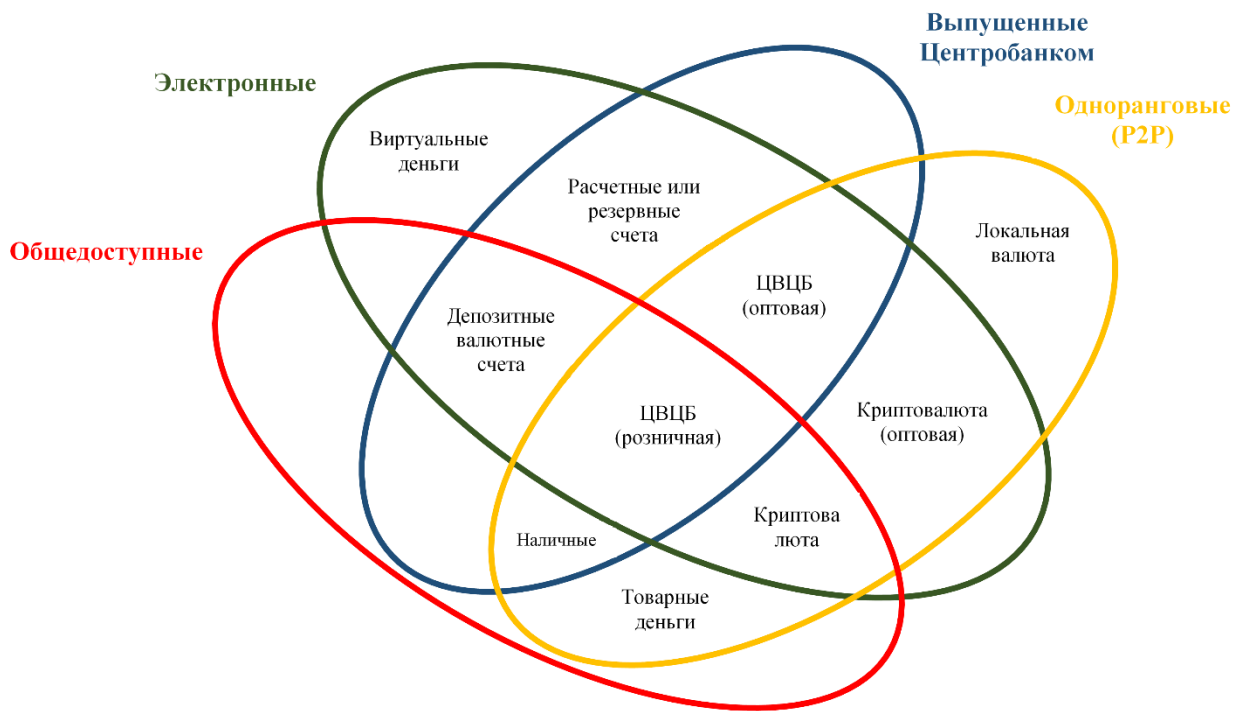 Выпущенные
Центробанком
Электронные
Одноранговые
(P2P)
Виртуальные
деньги
Расчетные или
резервные
счета
Локальная
валюта
Общедоступные
ЦВЦБ
(оптовая)
Депозитные
валютные
счета
ЦВЦБ
(розничная)
Криптовалюта
(оптовая)
Криптова
люта
Наличные
Товарные
деньги